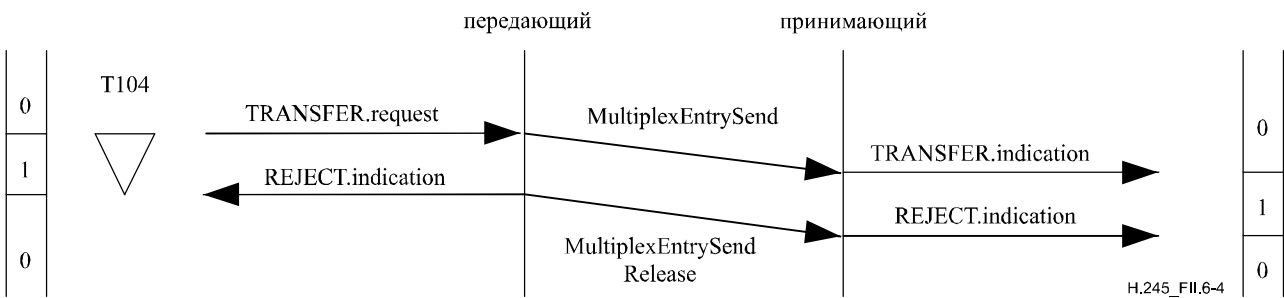 передающий принимающий
T104
0
TRANSFER.request
MultiplexEntrySend
0
1
REJECT.indication
TRANSFER.indication
1
REJECT.indication
0
MultiplexEntrySend
Release
0
H.245_FII.6-4